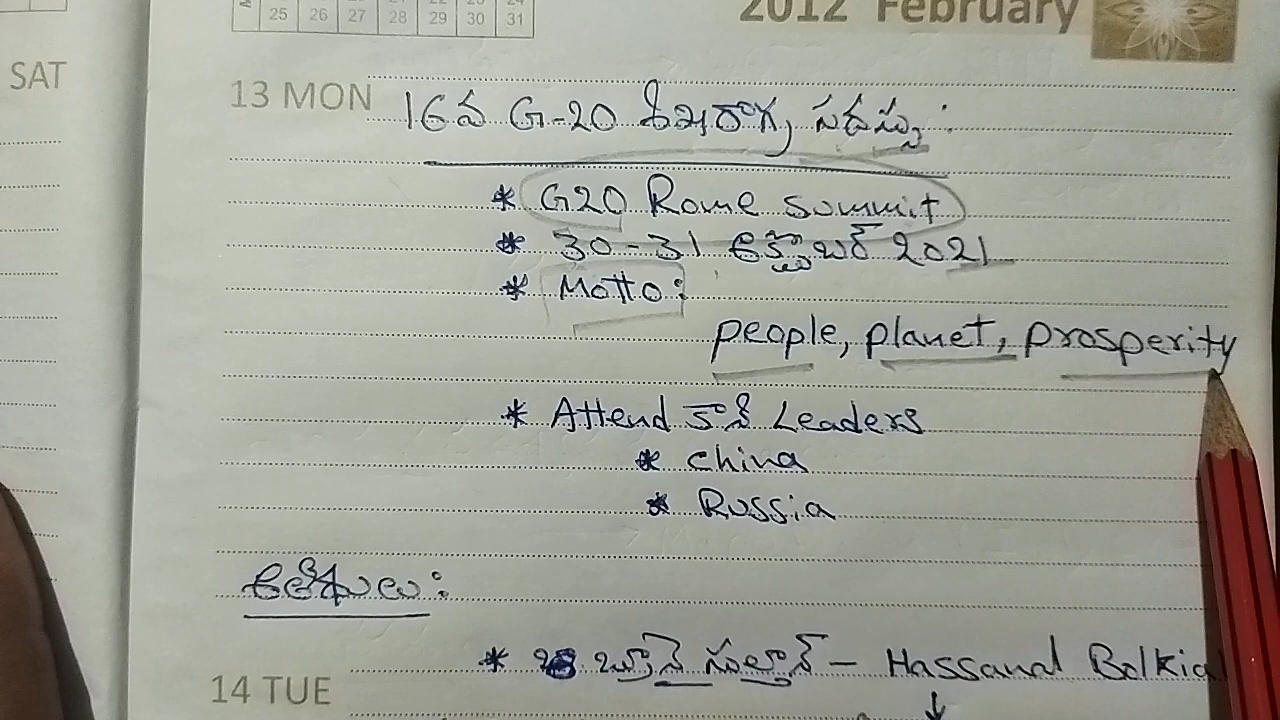 25 26 27 28 29 30 31
2012 February
SAT
13 MON
16వ G-20 శిఖరాగ్ర సదస్సు :
* G20 Rome summit
* 30-31 అక్టోబర్ 2021
* Motto:
people, planet, prosperity
* Attend కాని Leaders
* China
* Russia
అతిథులు:
* బ్రూనై సుల్తాన్ - Hassanal Bolkiah
14 TUE